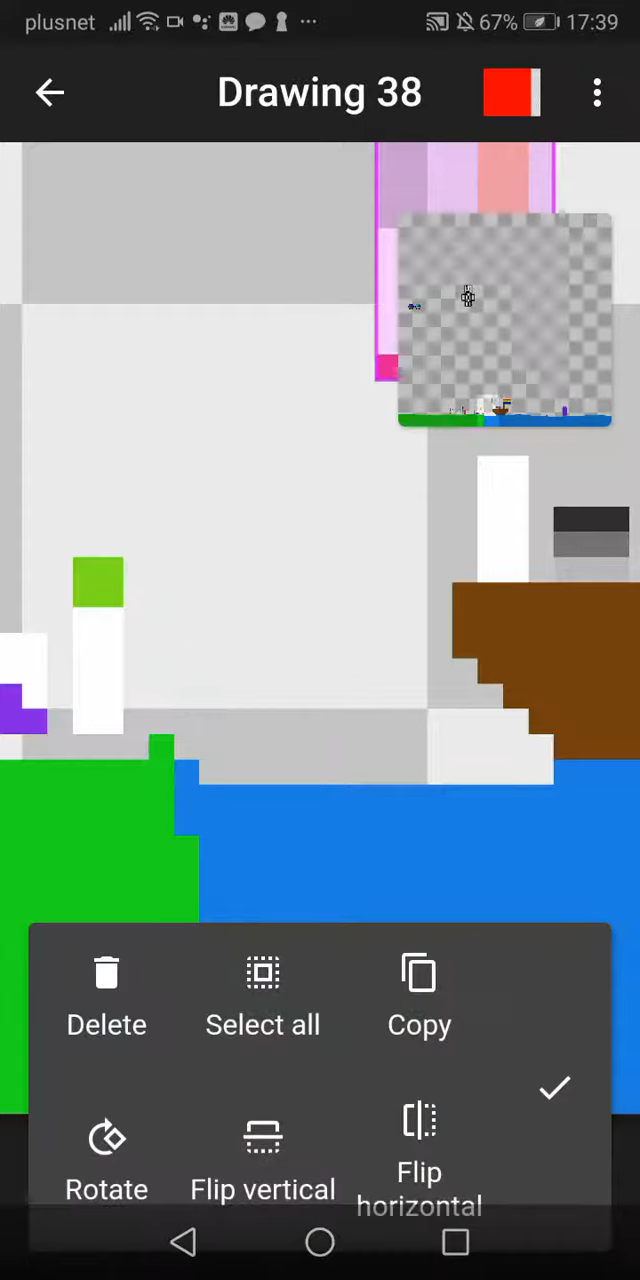 plusnet ... 67% 17:39
Drawing 38
Delete Select all Copy
Rotate Flip vertical Flip
horizontal